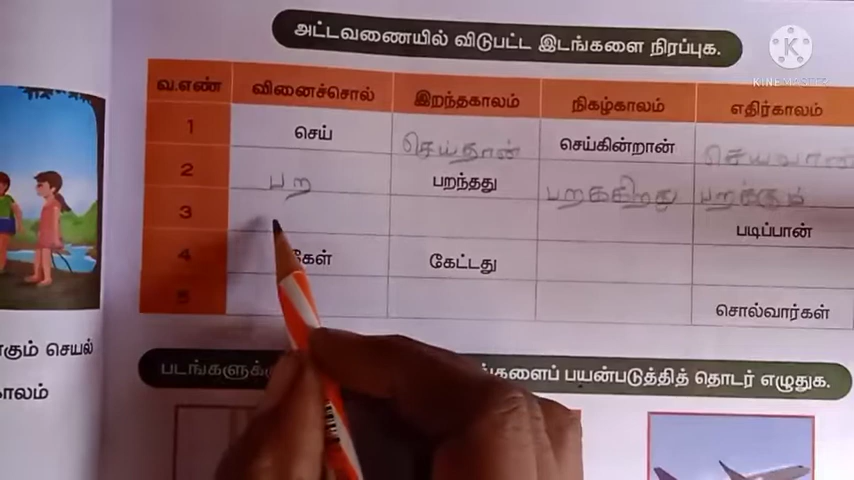 அட்டவணையில் விடுபட்ட இடங்களை நிரப்புக.
KINEMASTER
வ.எண் வினைச்சொல் இறந்தகாலம் நிகழ்காலம் எதிர்காலம்
1 செய் செய்தான் செய்கின்றான் செய்வான்
2 பற பறந்தது பறக்கிறது பறக்கும்
3 படிப்பான்
4 கேள் கேட்டது
5 சொல்வார்கள்
கும் செயல்
காலம்
படங்களுக்கு களைப் பயன்படுத்தித் தொடர் எழுதுக.